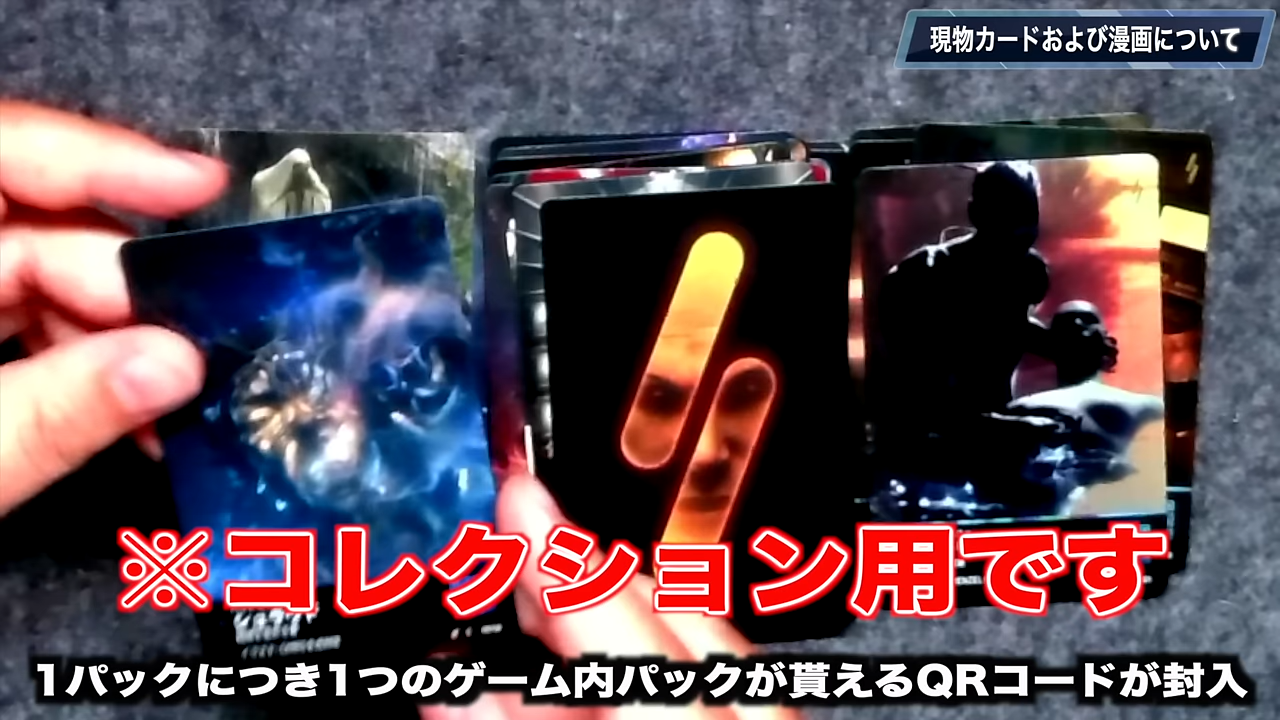 現物カードおよび漫画について
※コレクション用です
1パックにつき1つのゲーム内パックが貰えるQRコードが封入